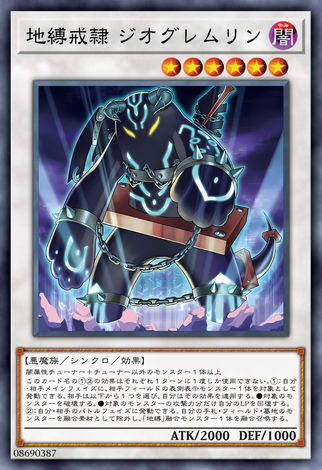 地縛戒隷 ジオグレムリン
闇
【悪魔族／シンクロ／効果】
闇属性チューナー＋チューナー以外のモンスター１体以上
このカード名の①②の効果はそれぞれ１ターンに１度しか使用できない。①：自分
・相手メインフェイズに、相手フィールドの表側表示モンスター１体を対象として
発動できる。相手は以下から１つを選び、自分はその効果を適用する。●対象のモ
ンスターを破壊する。●対象のモンスターの攻撃力分だけ自分のLPを回復する。
②：自分・相手のバトルフェイズに発動できる。自分の手札・フィールド・墓地のモ
ンスターを融合素材として除外し、「地縛」融合モンスター１体を融合召喚する。
ATK/2000 DEF/1000
08690387